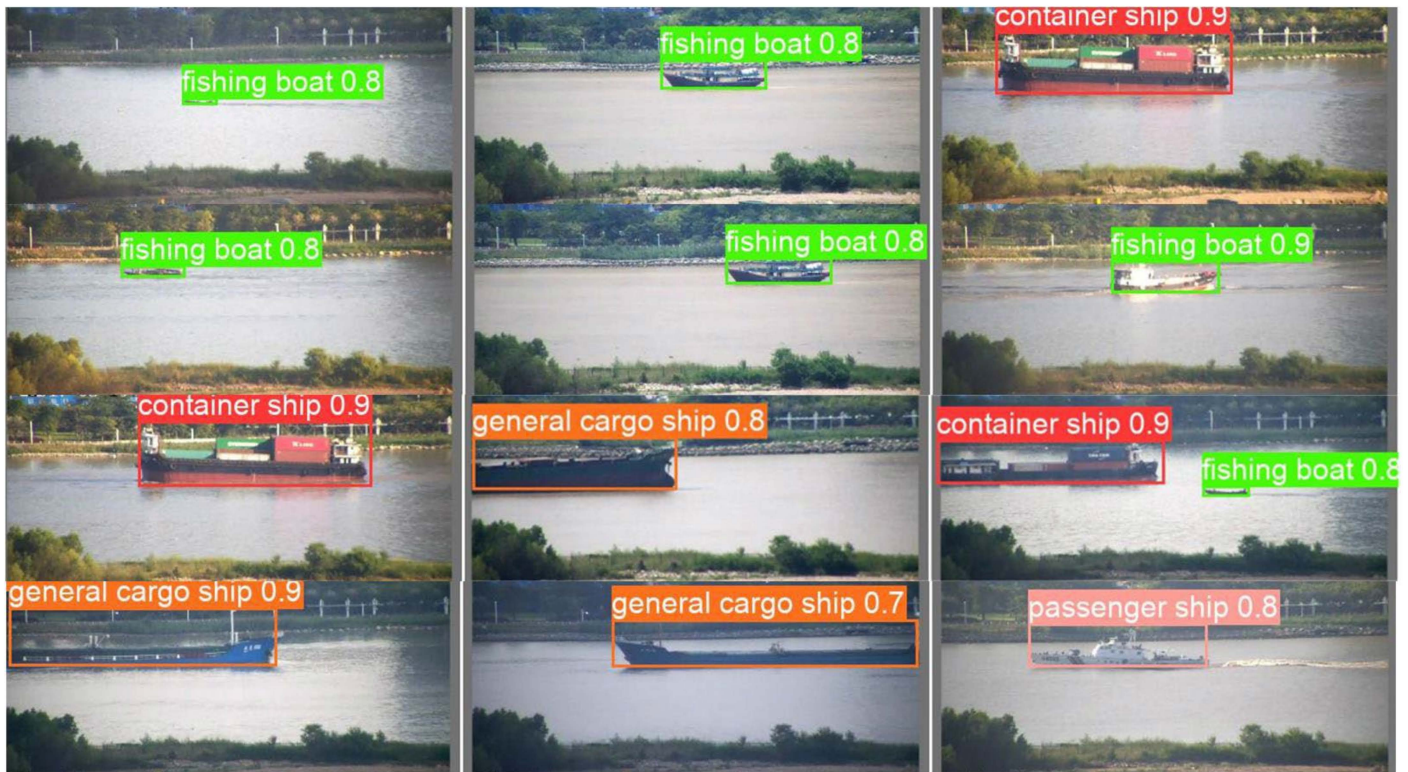 fishing boat 0.8
fishing boat 0.8
container ship 0.9
fishing boat 0.8
fishing boat 0.8
fishing boat 0.9
container ship 0.9
general cargo ship 0.8
container ship 0.9
fishing boat 0.8
general cargo ship 0.9
general cargo ship 0.7
passenger ship 0.8